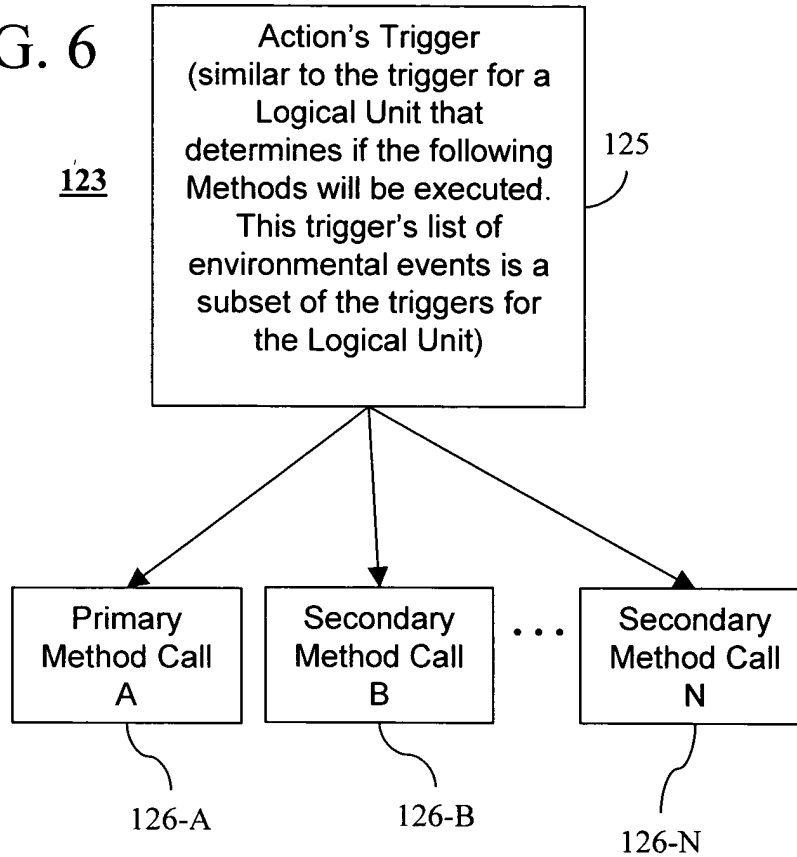 G. 6
123
Action's Trigger
(similar to the trigger for a
Logical Unit that
determines if the following
Methods will be executed.
This trigger's list of
environmental events is a
subset of the triggers for
the Logical Unit)
125
Primary
Method Call
A
Secondary
Method Call
B
...
Secondary
Method Call
N
126-A
126-B
126-N